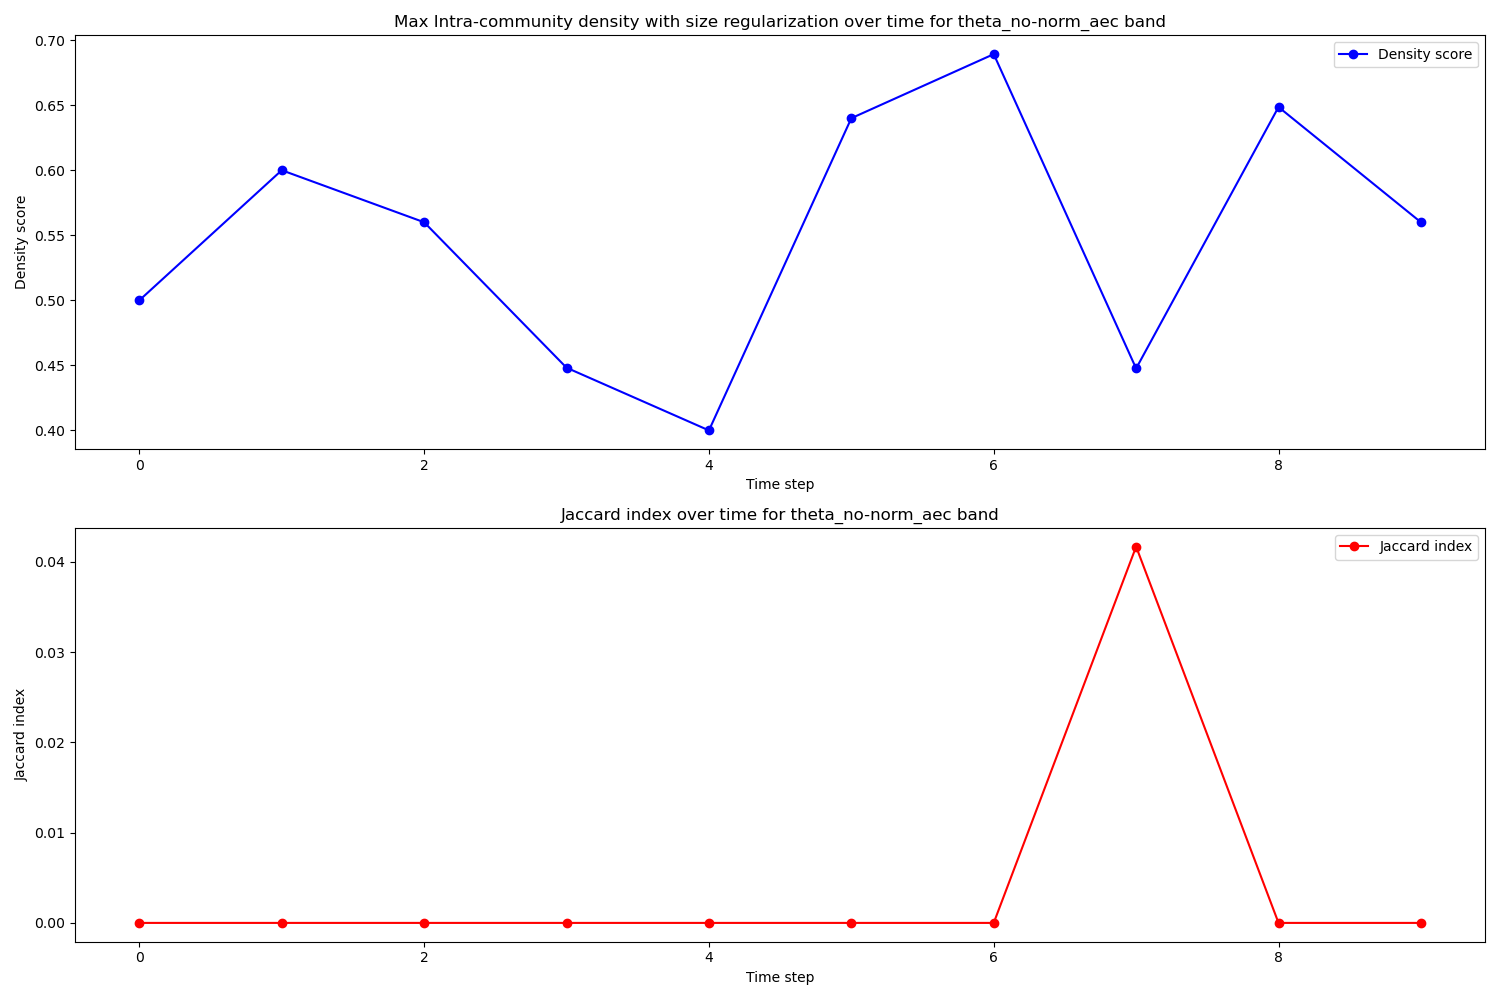 Max Intra-community density with size regularization over time for theta_no-norm_aec band
Density score
0.70
0.65
0.60
0.55
0.50
0.45
0.40
Density score
0
2
4
6
8
Time step
Jaccard index over time for theta_no-norm_aec band
Jaccard index
0.04
0.03
0.02
0.01
0.00
Jaccard index
0
2
4
6
8
Time step